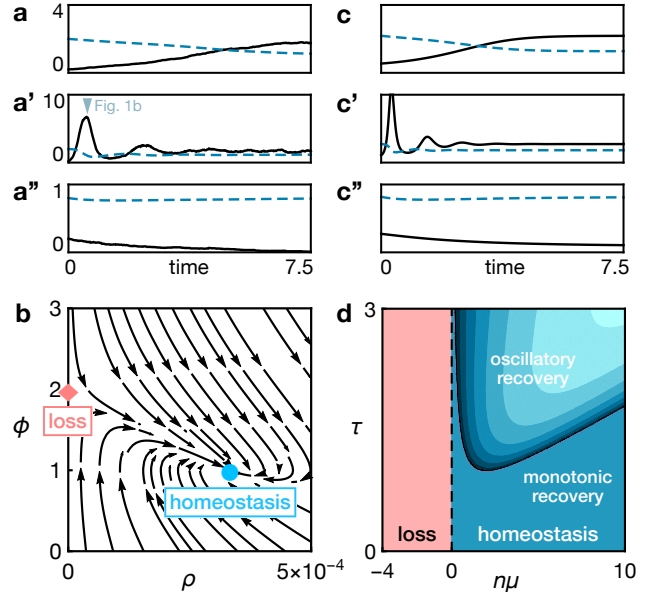 a
4
0
a'
10
0
Fig. 1b
a"
1
0
0
time
7.5
c
c'
c"
0
time
7.5
b
3
2
1
0
ϕ
loss
homeostasis
0
ρ
5×10⁻⁴
d
3
τ
0
oscillatory
recovery
monotonic
recovery
loss
homeostasis
−4
0
nμ
10